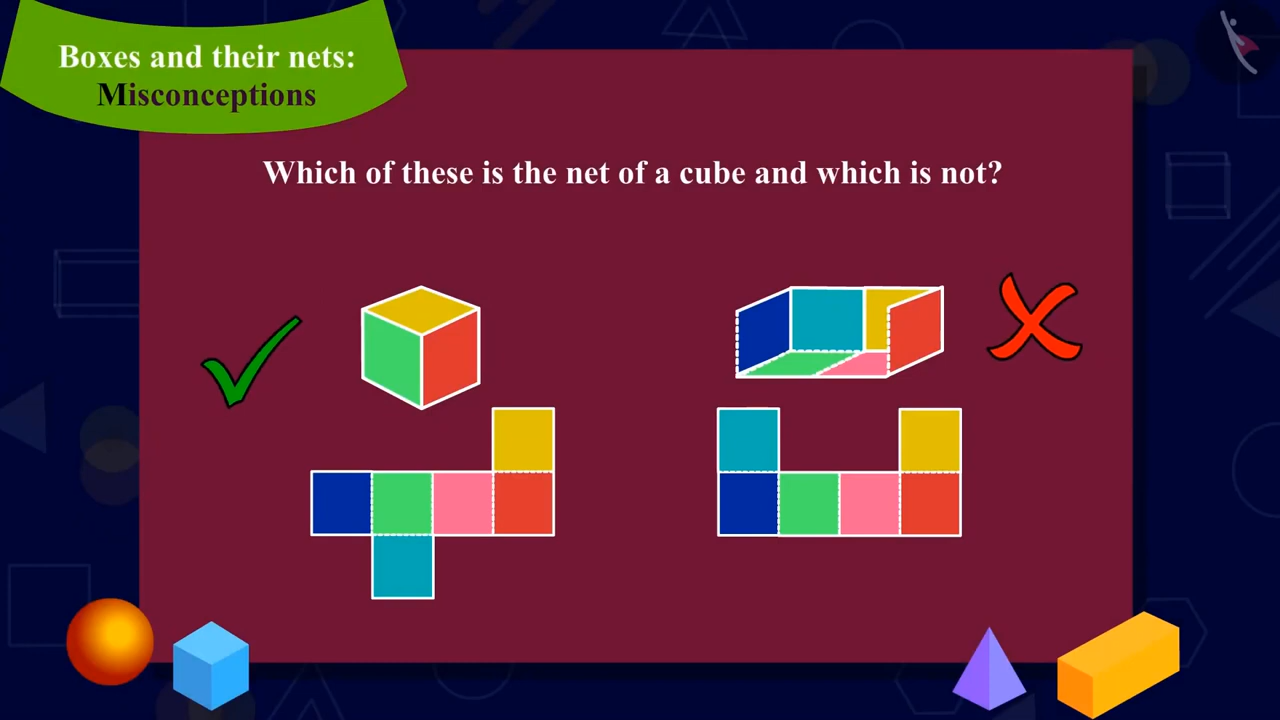 Boxes and their nets:
Misconceptions
Which of these is the net of a cube and which is not?